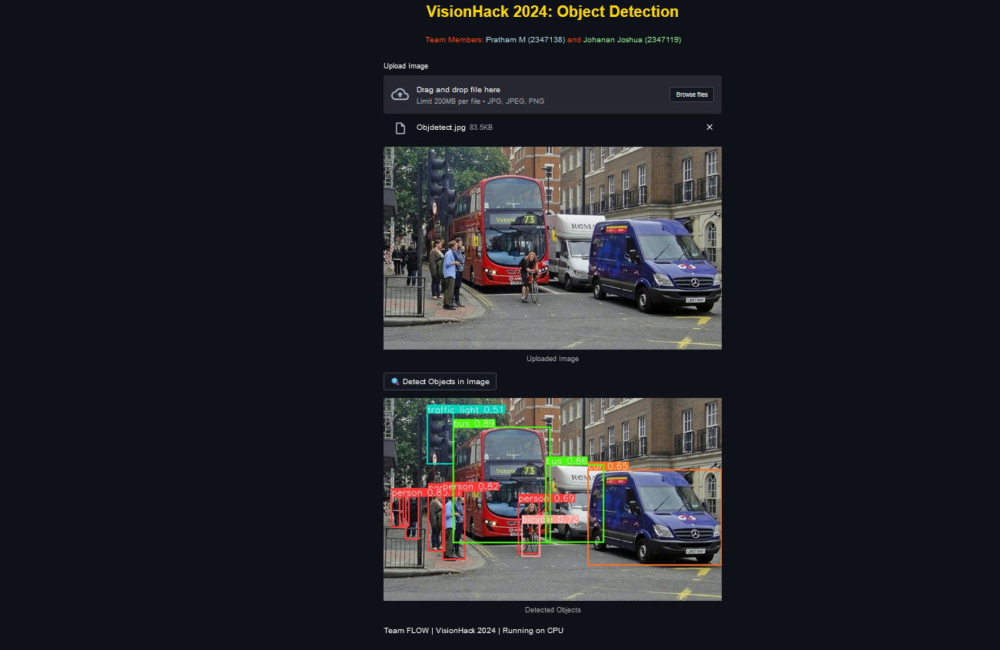 VisionHack 2024: Object Detection
Team Members: Pratham M (2347138) and Johanan Joshua (2347119)
Upload Image
Drag and drop file here
Limit 200MB per file • JPG, JPEG, PNG
Browse files
Objdetect.jpg 83.5KB
Victoria 73
ROMA
G S
LR57 KNV
Uploaded Image
Detect Objects in Image
traffic light 0.51
bus 0.89
bus 0.86
car 0.65
person 0.82
person 0.80
person 0.69
bicycle 0.72
Victoria 73
ROMA
G S
Detected Objects
Team FLOW | VisionHack 2024 | Running on CPU